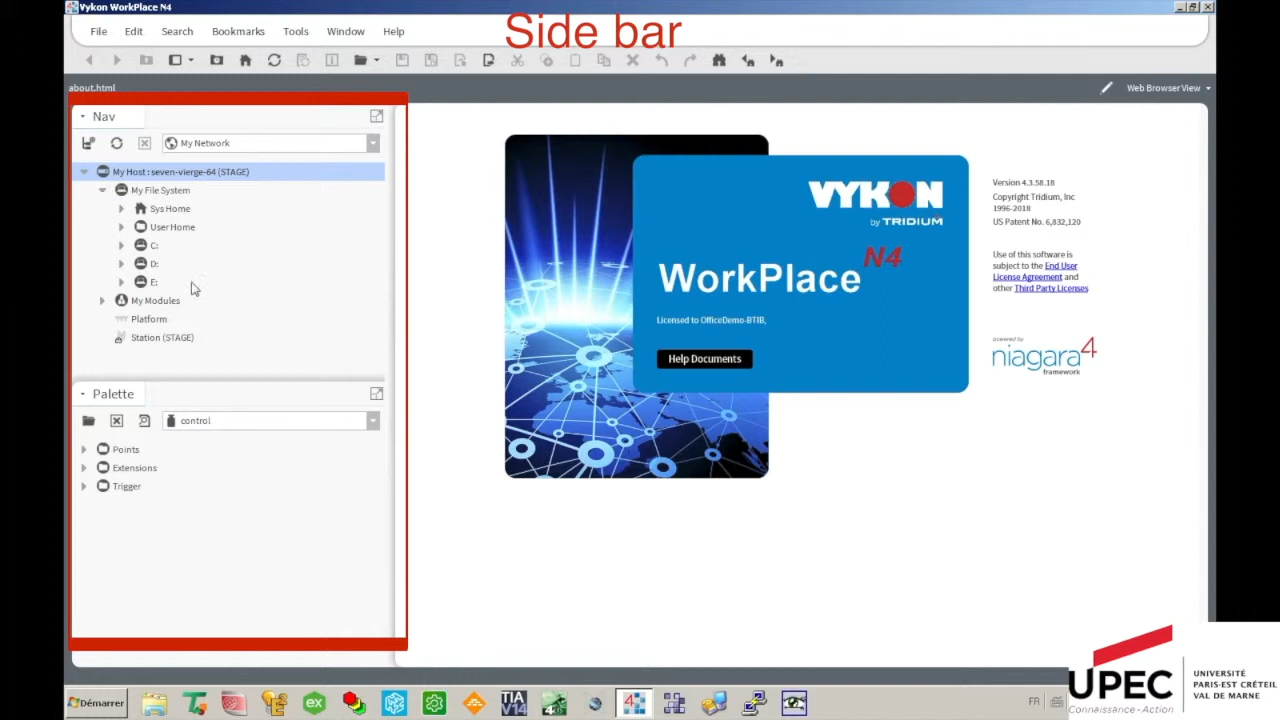 Vykon WorkPlace N4
Side bar
File Edit Search Bookmarks Tools Window Help
about.html
Web Browser View
Nav
My Network
My Host : seven-vierge-64 (STAGE)
My File System
Sys Home
User Home
C:
D:
E:
My Modules
Platform
Station (STAGE)
Palette
control
Points
Extensions
Trigger
VYKON
by TRIDIUM
WorkPlace N4
Licensed to OfficeDemo-BTIB,
Help Documents
Version 4.3.58.18
Copyright Tridium, Inc
1996-2018
US Patent No. 6,832,120
Use of this software is
subject to the End User
License Agreement and
other Third Party Licenses
powered by
niagara4
framework
Démarrer
ex
TIA
V14
4
FR
UPEC
Connaissance-Action
UNIVERSITÉ
PARIS-EST CRÉTEIL
VAL DE MARNE